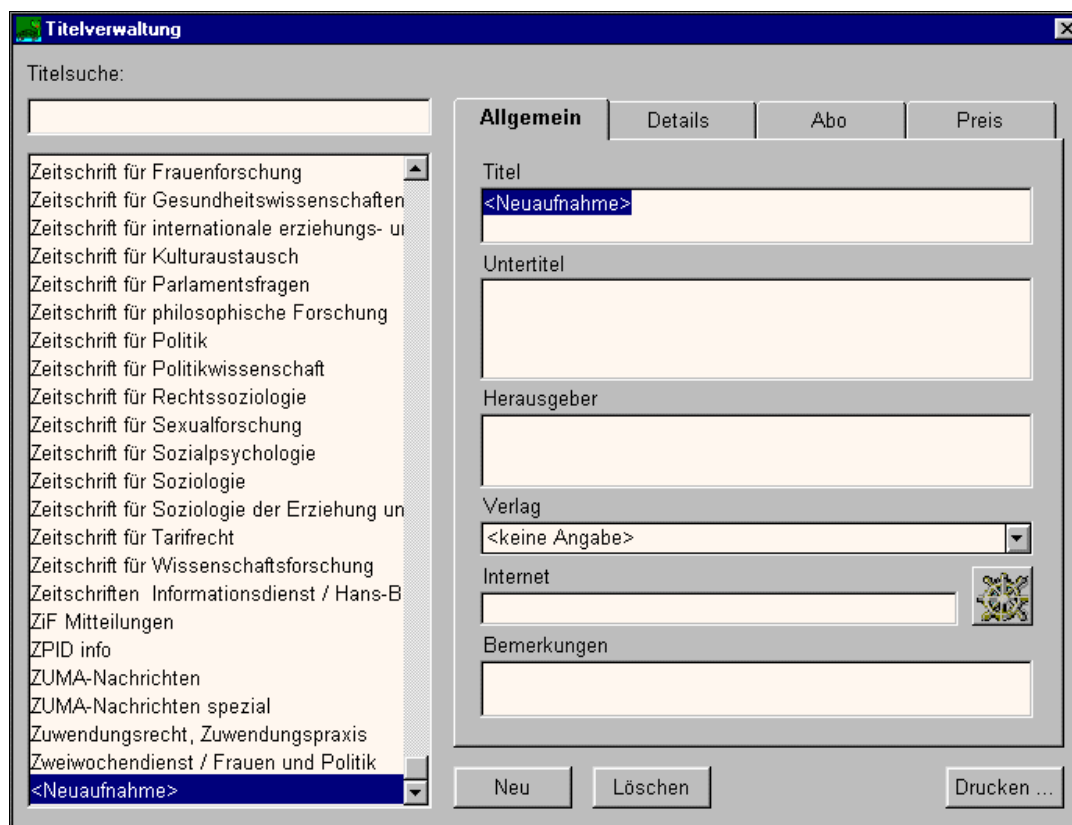 Titelverwaltung
Titelsuche:
Zeitschrift für Frauenforschung
Zeitschrift für Gesundheitswissenschaften
Zeitschrift für internationale erziehungs- u
Zeitschrift für Kulturaustausch
Zeitschrift für Parlamentsfragen
Zeitschrift für philosophische Forschung
Zeitschrift für Politik
Zeitschrift für Politikwissenschaft
Zeitschrift für Rechtssoziologie
Zeitschrift für Sexualforschung
Zeitschrift für Sozialpsychologie
Zeitschrift für Soziologie
Zeitschrift für Soziologie der Erziehung un
Zeitschrift für Tarifrecht
Zeitschrift für Wissenschaftsforschung
Zeitschriften  Informationsdienst / Hans-B
ZiF Mitteilungen
ZPID info
ZUMA-Nachrichten
ZUMA-Nachrichten spezial
Zuwendungsrecht, Zuwendungspraxis
Zweiwochendienst / Frauen und Politik
<Neuaufnahme>
Allgemein Details Abo Preis
Titel
<Neuaufnahme>
Untertitel
Herausgeber
Verlag
<keine Angabe>
Internet
Bemerkungen
Neu Löschen Drucken ...